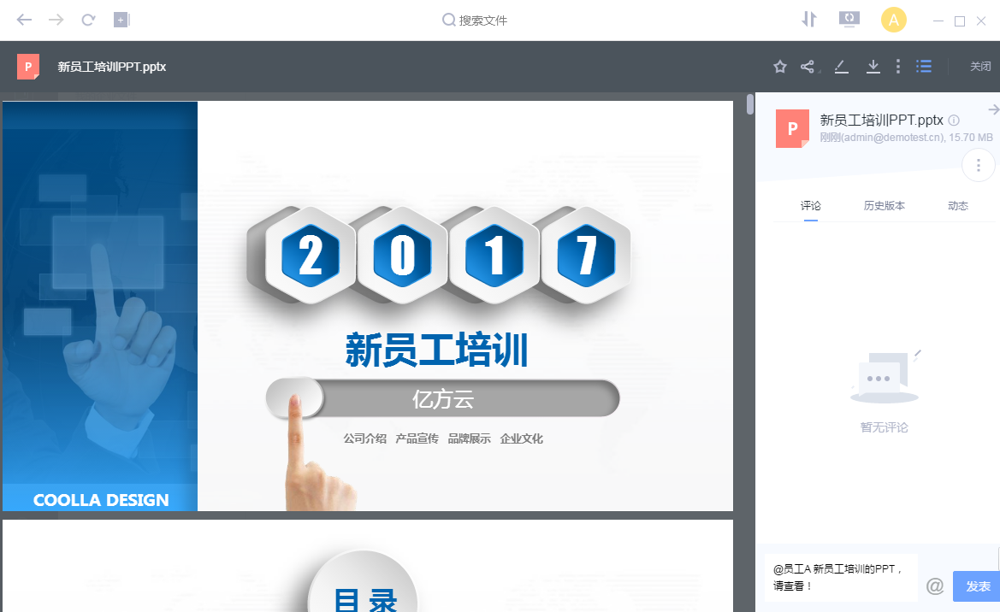 搜索文件
A
P
新员工培训PPT.pptx
关闭
COOLLA DESIGN
2017
新员工培训
亿方云
公司介绍 产品宣传 品牌展示 企业文化
目 录
P
新员工培训PPT.pptx
刚刚(admin@demotest.cn), 15.70 MB
评论 历史版本 动态
暂无评论
@员工A 新员工培训的PPT，
请查看！
@
发表